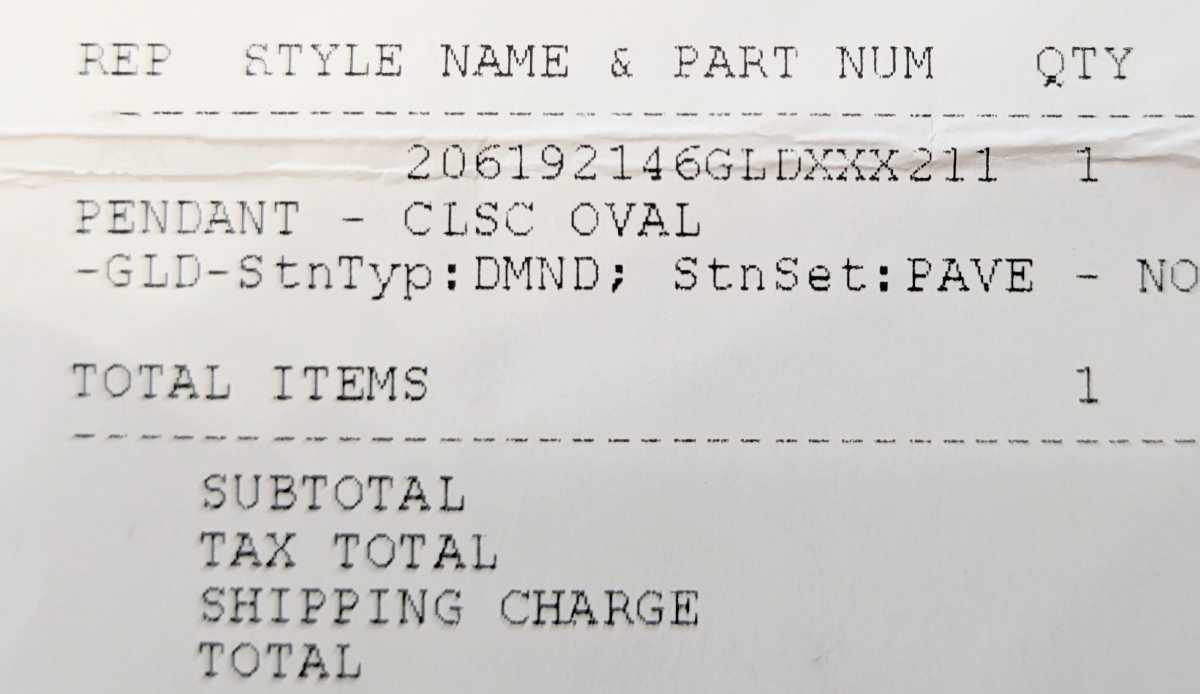 REP STYLE NAME & PART NUM QTY
206192146GLDXXX211 1
PENDANT - CLSC OVAL
-GLD-StnTyp:DMND; StnSet:PAVE - NO
TOTAL ITEMS 1
SUBTOTAL
TAX TOTAL
SHIPPING CHARGE
TOTAL